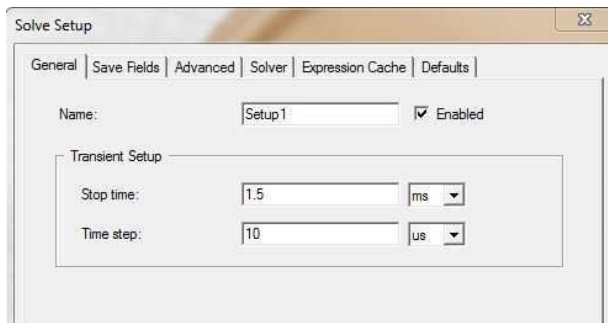 Solve Setup
General Save Fields Advanced Solver Expression Cache Defaults
Name: Setup1 Enabled
Transient Setup
Stop time: 1.5 ms
Time step: 10 us